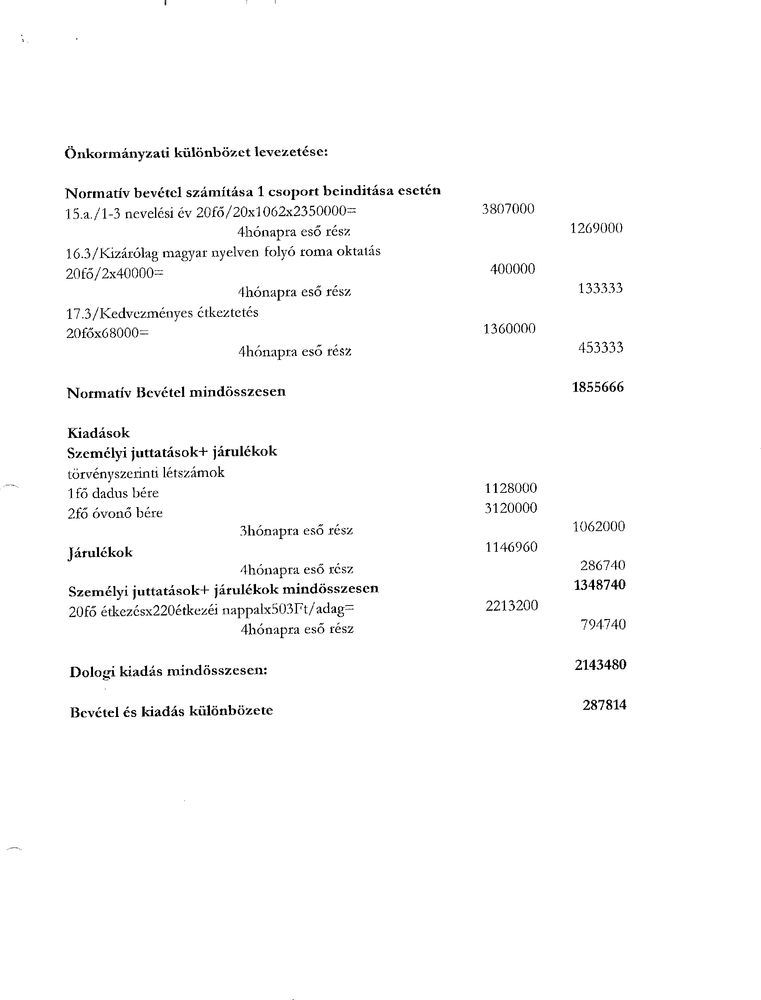 Önkormányzati különbözet levezetése:
Normatív bevétel számítása 1 csoport beinditása esetén
15.a./1-3 nevelési év 20fő/20x1062x2350000= 3807000
4hónapra eső rész 1269000
16.3/Kizárólag magyar nyelven folyó roma oktatás
20fő/2x40000= 400000
4hónapra eső rész 133333
17.3/Kedvezményes étkeztetés
20főx68000= 1360000
4hónapra eső rész 453333
Normatív Bevétel mindösszesen 1855666
Kiadások
Személyi juttatások+ járulékok
törvényszerinti létszámok
1fő dadus bére 1128000
2fő óvonő bére 3120000
3hónapra eső rész 1062000
Járulékok 1146960
4hónapra eső rész 286740
Személyi juttatások+ járulékok mindösszesen 1348740
20fő étkezésx220étkezéi nappalx503Ft/adag= 2213200
4hónapra eső rész 794740
Dologi kiadás mindösszesen: 2143480
Bevétel és kiadás különbözete 287814